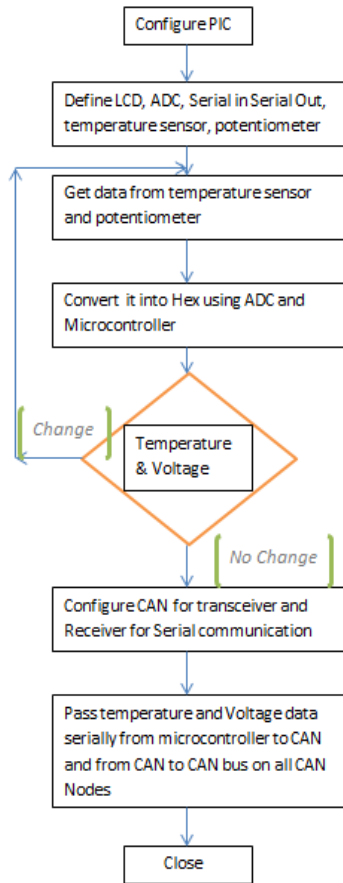 Configure PIC
Define LCD, ADC, Serial in Serial Out,
temperature sensor, potentiometer
Get data from temperature sensor
and potentiometer
Convert it into Hex using ADC and
Microcontroller
Change
Temperature
& Voltage
No Change
Configure CAN for transceiver and
Receiver for Serial communication
Pass temperature and Voltage data
serially from microcontroller to CAN
and from CAN to CAN bus on all CAN
Nodes
Close